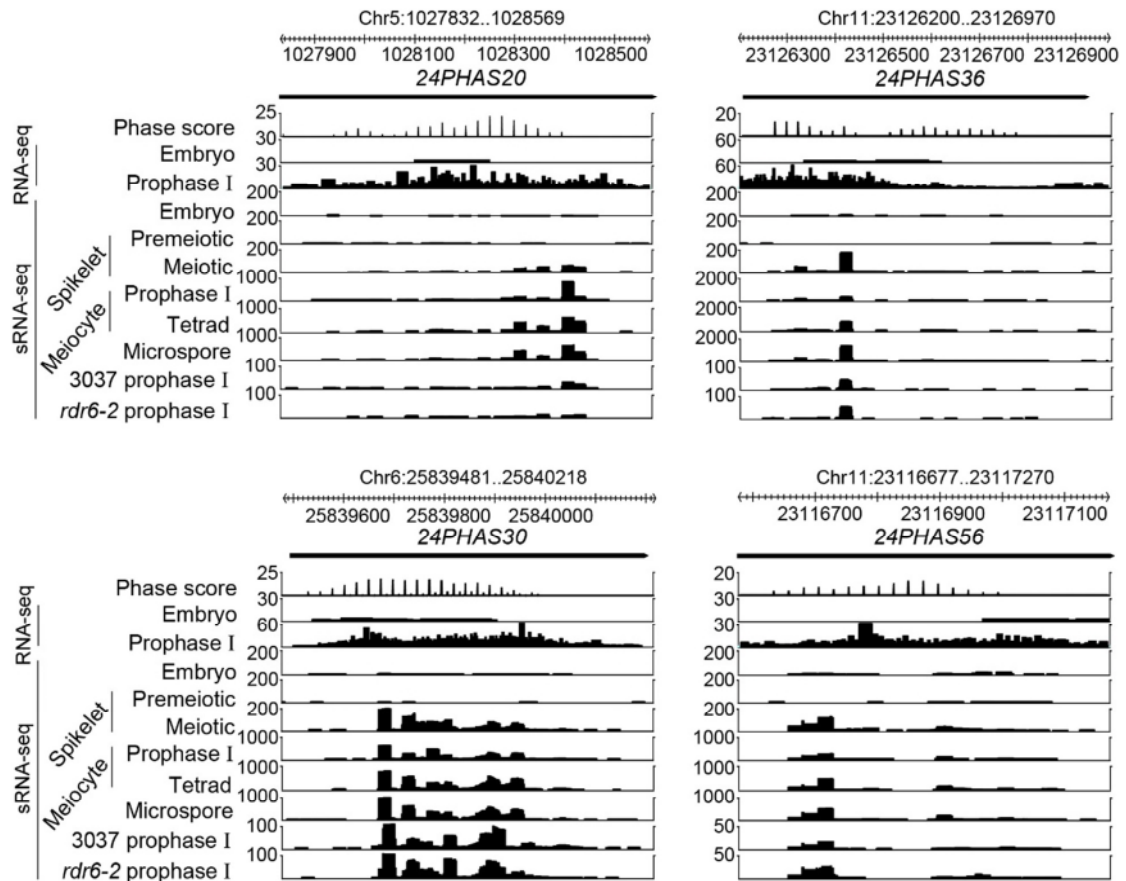 Chr5:1027832..1028569 Chr11:23126200..23126970
1027900 1028100 1028300 1028500 23126300 23126500 23126700 23126900
24PHAS20 24PHAS36
RNA-seq
sRNA-seq
Spikelet
Meiocyte
Phase score 25 20
Embryo 30 60
Prophase I 30 60
Embryo 200 200
Premeiotic 200 200
Meiotic 200 200
Prophase I 1000 2000
Tetrad 1000 2000
Microspore 1000 2000
3037 prophase I 100 100
rdr6-2 prophase I 100 100
Chr6:25839481..25840218 Chr11:23116677..23117270
25839600 25839800 25840000 23116700 23116900 23117100
24PHAS30 24PHAS56
RNA-seq
sRNA-seq
Spikelet
Meiocyte
Phase score 25 20
Embryo 30 30
Prophase I 60 30
Embryo 200 200
Premeiotic 200 200
Meiotic 200 200
Prophase I 1000 1000
Tetrad 1000 1000
Microspore 1000 1000
3037 prophase I 100 50
rdr6-2 prophase I 100 50